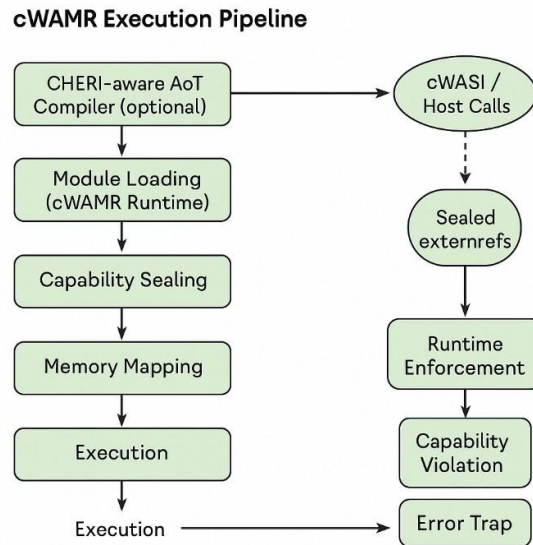 cWAMR Execution Pipeline
CHERI-aware AoT
Compiler (optional)
cWASI /
Host Calls
Module Loading
(cWAMR Runtime)
Sealed
externrefs
Capability Sealing
Runtime
Enforcement
Memory Mapping
Capability
Violation
Execution
Execution
Error Trap